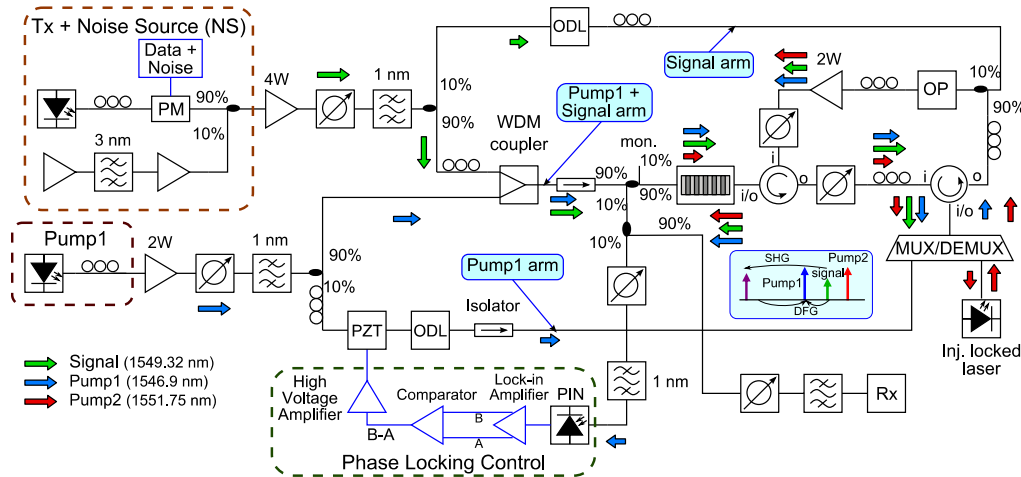 Tx + Noise Source (NS)
Data +
Noise
PM
90%
10%
3 nm
4W
1 nm
10%
90%
ODL
Signal arm
2W
OP
10%
90%
WDM
coupler
Pump1 +
Signal arm
mon.
10%
90%
90%
10%
90%
10%
i/o
i
o
i
o
i/o
MUX/DEMUX
Inj. locked
laser
SHG
Pump2
signal
Pump1
DFG
Pump1
2W
1 nm
90%
10%
Pump1 arm
Isolator
PZT
ODL
Signal (1549.32 nm)
Pump1 (1546.9 nm)
Pump2 (1551.75 nm)
High
Voltage
Amplifier
Comparator
Lock-in
Amplifier
PIN
B
A
B-A
Phase Locking Control
1 nm
Rx